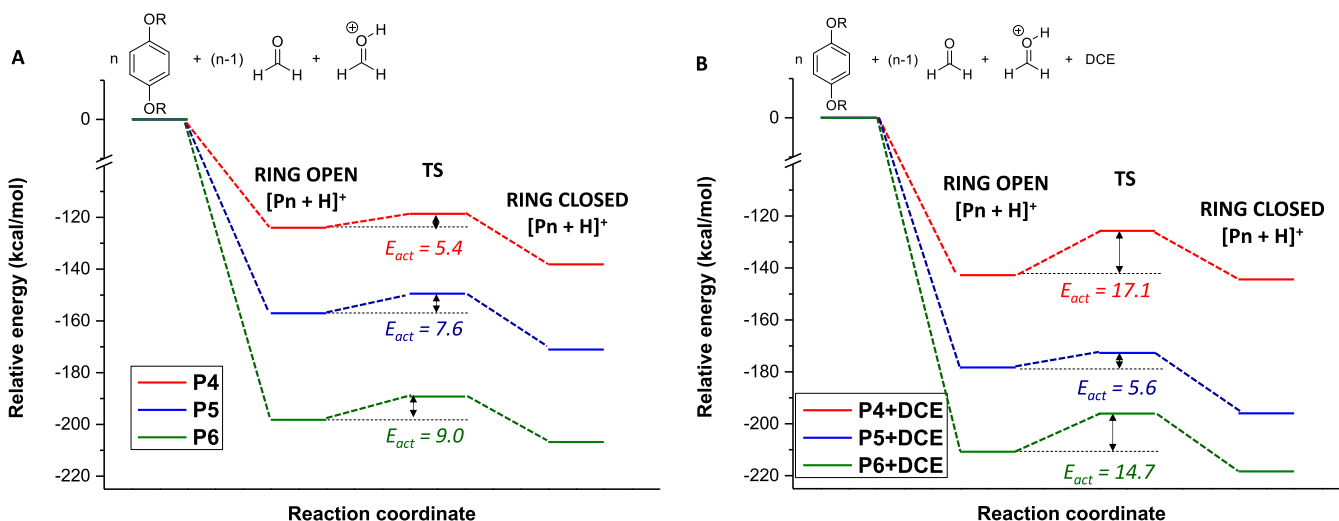 A
OR
n
OR
+ (n-1)
O
H H
+
⊕
O H
H H
0
-120
-140
-160
-180
-200
-220
Relative energy (kcal/mol)
RING OPEN
[Pn + H]+
TS
RING CLOSED
[Pn + H]+
Eact = 5.4
Eact = 7.6
Eact = 9.0
P4
P5
P6
Reaction coordinate
B
OR
n
OR
+ (n-1)
O
H H
+
⊕
O H
H H
+ DCE
0
-120
-140
-160
-180
-200
-220
Relative energy (kcal/mol)
RING OPEN
[Pn + H]+
TS
RING CLOSED
[Pn + H]+
Eact = 17.1
Eact = 5.6
Eact = 14.7
P4+DCE
P5+DCE
P6+DCE
Reaction coordinate